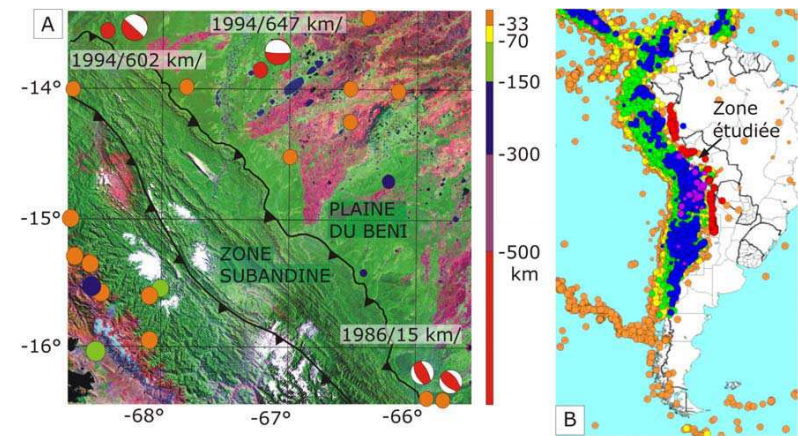 A
1994/647 km/
1994/602 km/
-14°
-15°
-16°
PLAINE
DU BENI
ZONE
SUBANDINE
1986/15 km/
-68°
-67°
-66°
-33
-70
-150
-300
-500
km
Zone
étudiée
B